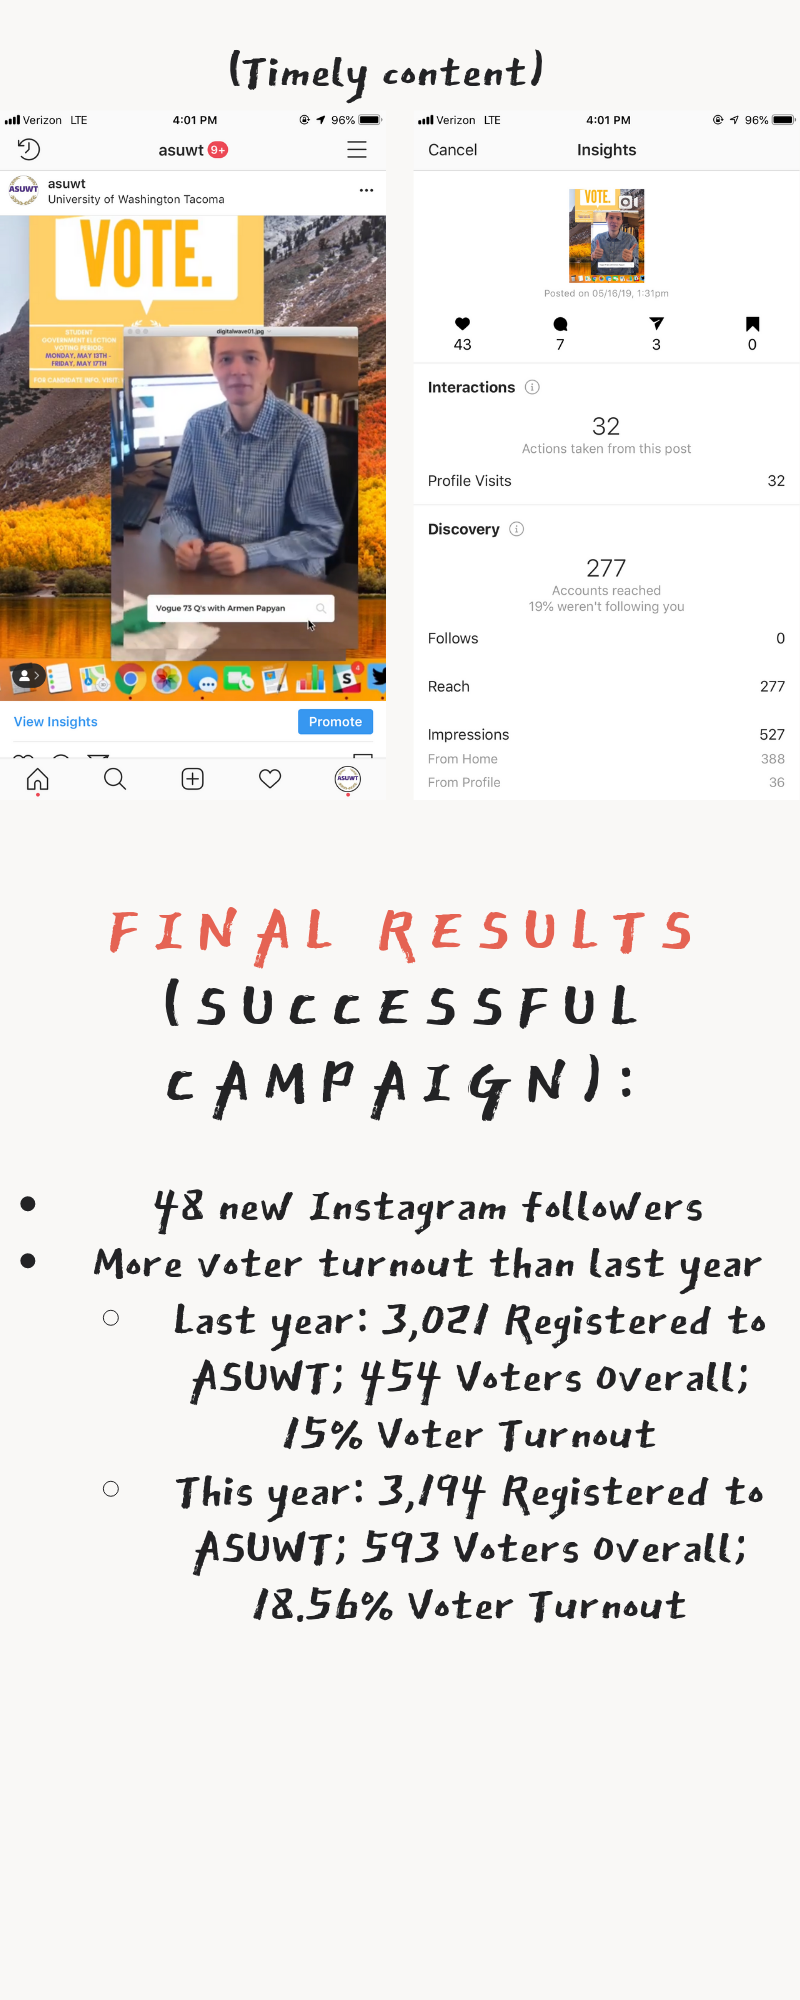 (Timely content)
Verizon LTE 4:01 PM 96%
asuwt 9+
ASUWT asuwt
University of Washington Tacoma
VOTE.
STUDENT
GOVERNMENT ELECTION
VOTING PERIOD:
MONDAY, MAY 13TH -
FRIDAY, MAY 17TH
FOR CANDIDATE INFO, VISIT:
digitalwave01.jpg
Vogue 73 Q's with Armen Papyan
4
S
View Insights Promote
ASUWT
Verizon LTE 4:01 PM 96%
Cancel Insights
VOTE.
Posted on 05/16/19, 1:31pm
43 7 3 0
Interactions
32
Actions taken from this post
Profile Visits 32
Discovery
277
Accounts reached
19% weren't following you
Follows 0
Reach 277
Impressions 527
From Home 388
From Profile 36
FINAL RESULTS
(SUCCESSFUL
CAMPAIGN):
• 48 new Instagram followers
• More voter turnout than last year
○ Last year: 3,021 Registered to
ASUWT; 454 Voters Overall;
15% Voter Turnout
○ This year: 3,194 Registered to
ASUWT; 593 Voters Overall;
18.56% Voter Turnout